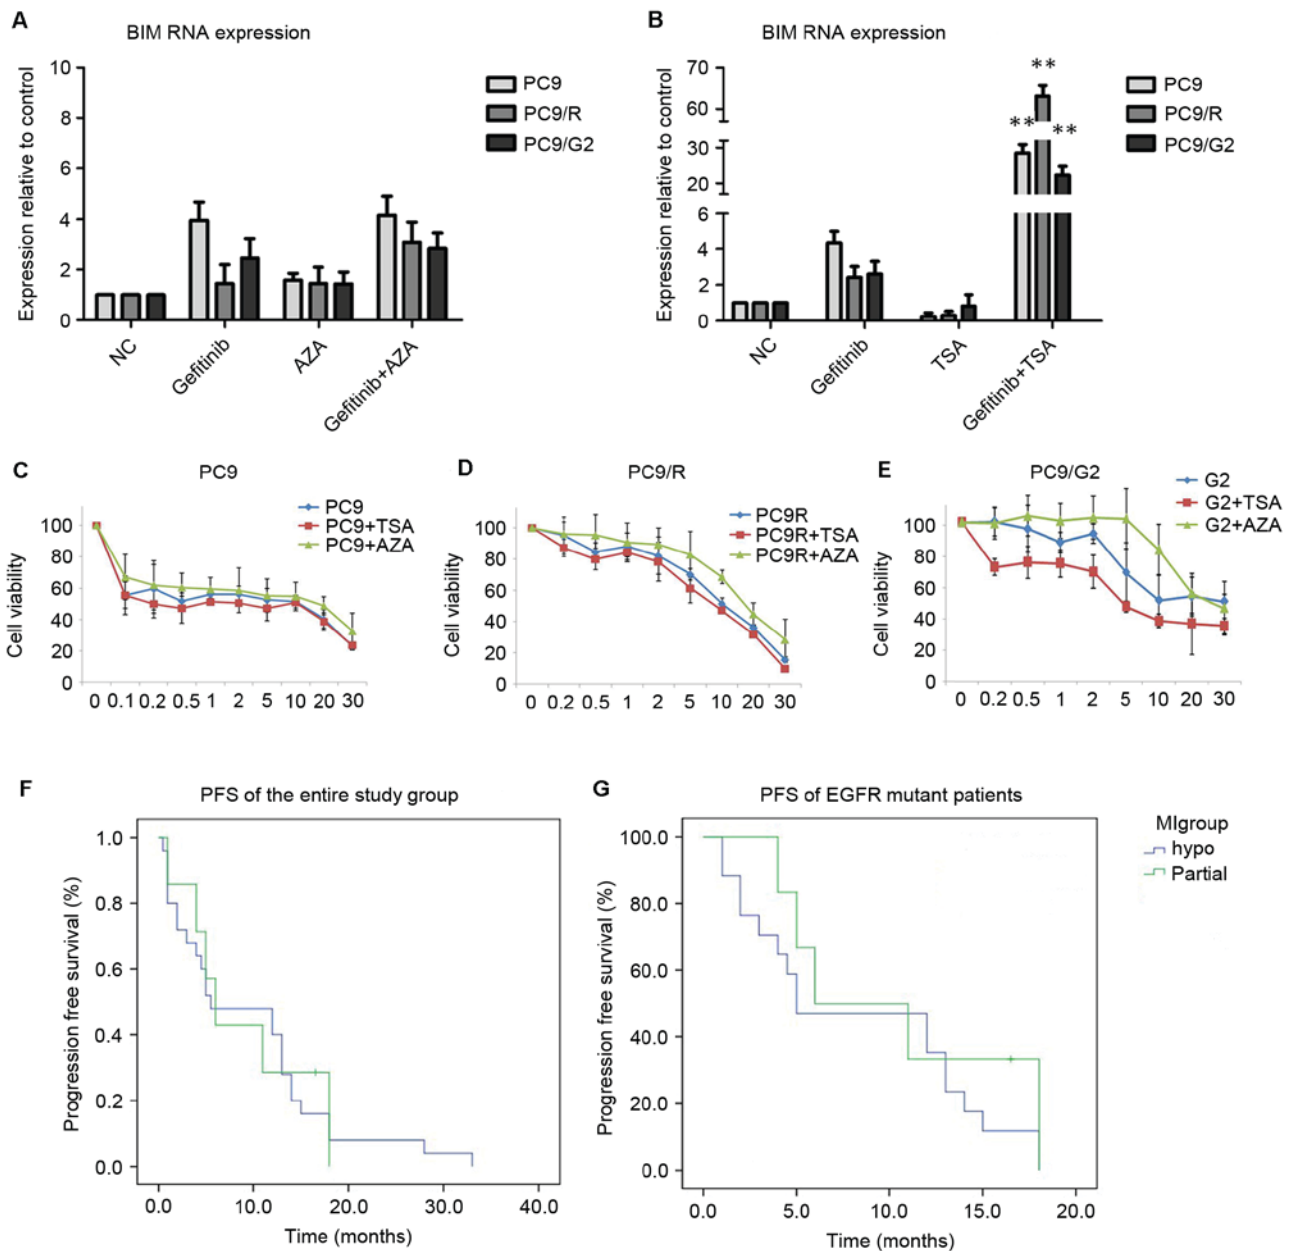 A
BIM RNA expression
Expression relative to control
10
8
6
4
2
0
NC
Gefitinib
AZA
Gefitinib+AZA
PC9
PC9/R
PC9/G2
B
BIM RNA expression
Expression relative to control
70
60
30
20
6
4
2
0
** ** **
NC
Gefitinib
TSA
Gefitinib+TSA
PC9
PC9/R
PC9/G2
C
PC9
Cell viability
100
80
60
40
20
0
0 0.1 0.2 0.5 1 2 5 10 20 30
PC9
PC9+TSA
PC9+AZA
D
PC9/R
Cell viability
100
80
60
40
20
0
0 0.2 0.5 1 2 5 10 20 30
PC9R
PC9R+TSA
PC9R+AZA
E
PC9/G2
Cell viability
100
80
60
40
20
0
0 0.2 0.5 1 2 5 10 20 30
G2
G2+TSA
G2+AZA
F
PFS of the entire study group
Progression free survival (%)
1.0
0.8
0.6
0.4
0.2
0.0
0.0 10.0 20.0 30.0 40.0
Time (months)
G
PFS of EGFR mutant patients
Progression free survival (%)
100.0
80.0
60.0
40.0
20.0
0.0
0.0 5.0 10.0 15.0 20.0
Time (months)
MIgroup
hypo
Partial